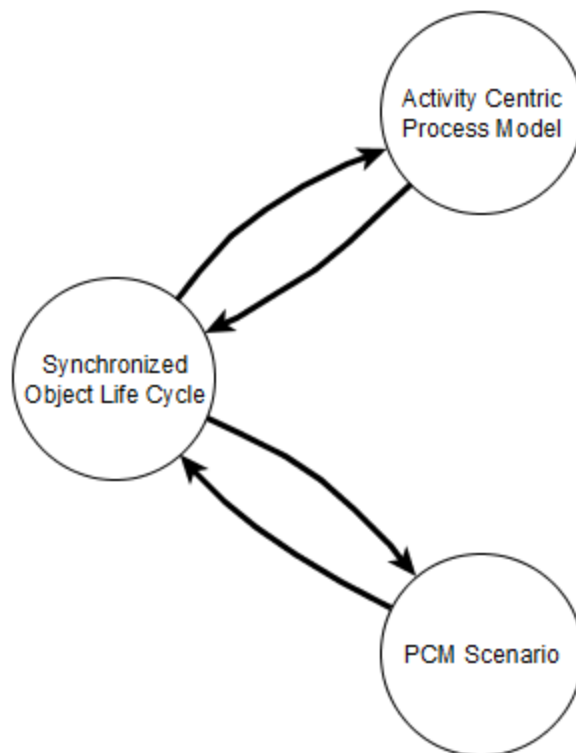 Activity Centric
Process Model
Synchronized
Object Life Cycle
PCM Scenario